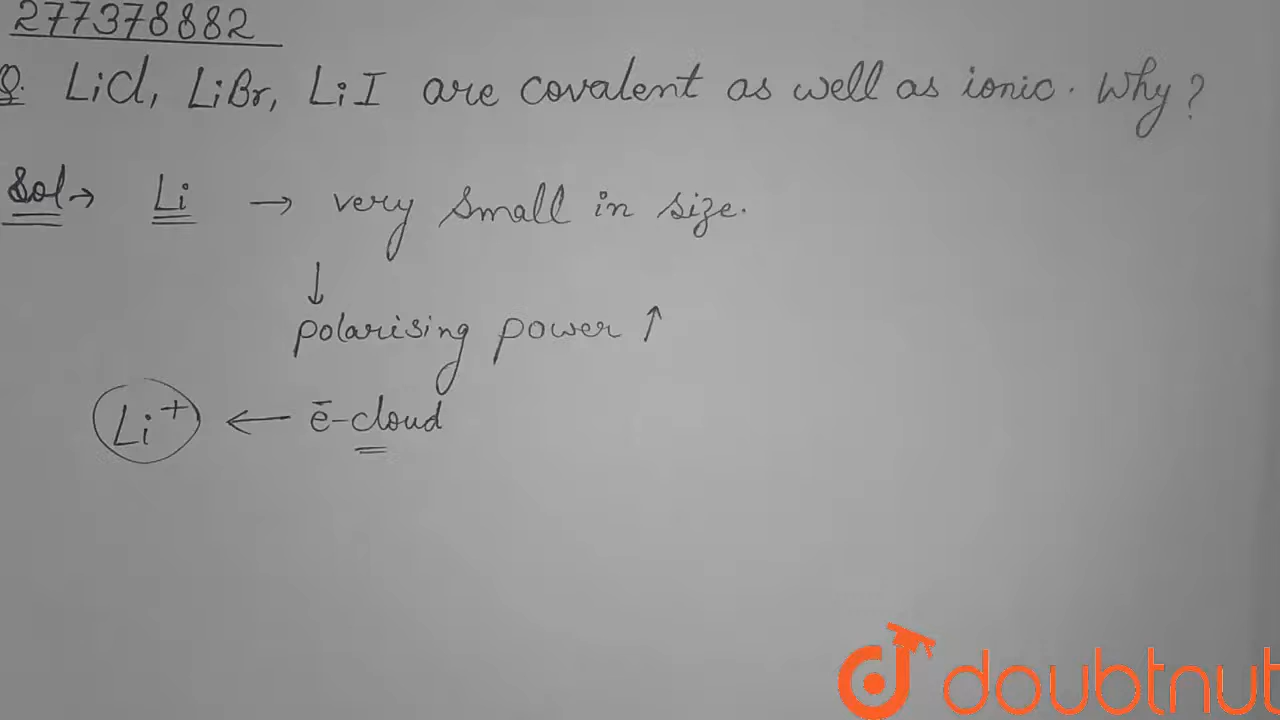 277378882
Q. LiCl, LiBr, LiI are covalent as well as ionic. Why?
Sol → Li → very small in size.
↓
polarising power ↑
Li⁺ ← ē-cloud
doubtnut